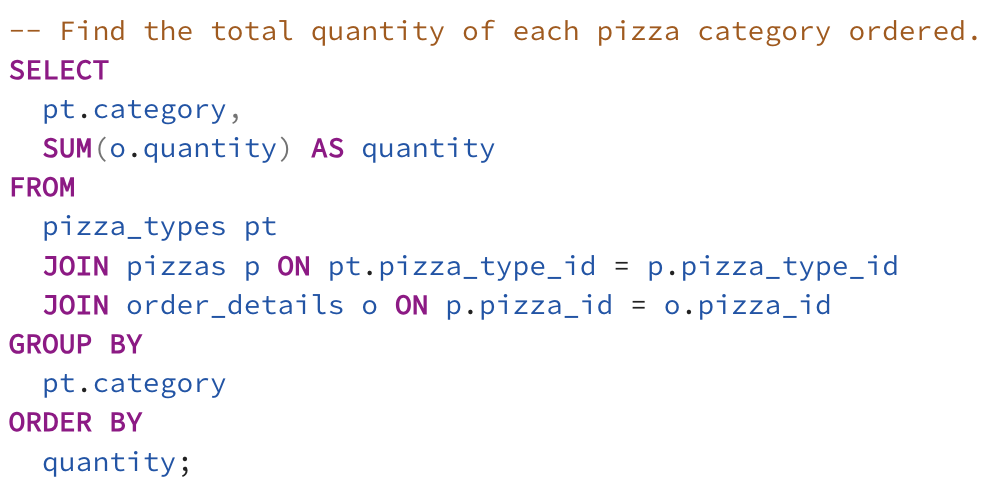 -- Find the total quantity of each pizza category ordered.
SELECT
  pt.category,
  SUM(o.quantity) AS quantity
FROM
  pizza_types pt
  JOIN pizzas p ON pt.pizza_type_id = p.pizza_type_id
  JOIN order_details o ON p.pizza_id = o.pizza_id
GROUP BY
  pt.category
ORDER BY
  quantity;